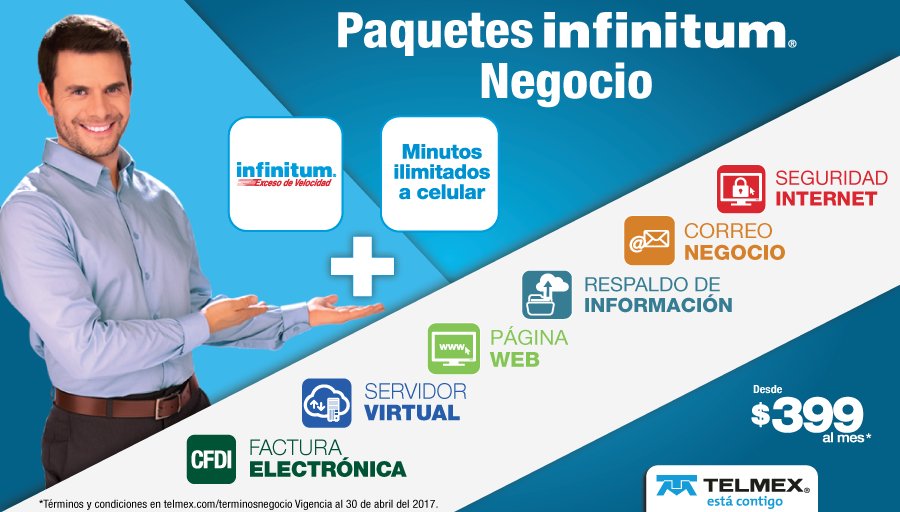 Paquetes infinitum®
Negocio
infinitum.
Exceso de Velocidad
Minutos
ilimitados
a celular
SEGURIDAD
INTERNET
@
CORREO
NEGOCIO
RESPALDO DE
INFORMACIÓN
www
PÁGINA
WEB
SERVIDOR
VIRTUAL
CFDI
FACTURA
ELECTRÓNICA
Desde
$399
al mes*
TELMEX®
está contigo
*Términos y condiciones en telmex.com/terminosnegocio Vigencia al 30 de abril del 2017.